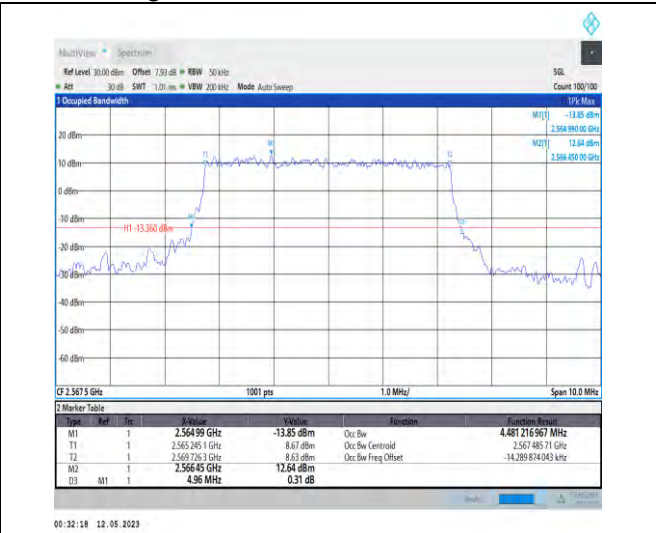 MultiView Spectrum
Ref Level 30.00 dBm Offset 7.93 dB RBW 50 kHz SGL
Att 30 dB SWT 1.01 ms VBW 200 kHz Mode Auto Sweep Count 100/100
1 Occupied Bandwidth 1Pk Max
M1[1] -13.85 dBm
2.564 990 00 GHz
M2[1] 12.64 dBm
2.566 450 00 GHz
20 dBm
T1 T2
10 dBm
0 dBm
-10 dBm
M1
H1 -13.360 dBm
-20 dBm
-30 dBm
-40 dBm
-50 dBm
-60 dBm
CF 2.567 5 GHz 1001 pts 1.0 MHz/ Span 10.0 MHz
2 Marker Table
Type Ref Trc X-Value Y-Value Function Function Result
M1 1 2.564 99 GHz -13.85 dBm Occ Bw 4.481 216 967 MHz
T1 1 2.565 245 1 GHz 8.67 dBm Occ Bw Centroid 2.567 485 71 GHz
T2 1 2.569 726 3 GHz 8.63 dBm Occ Bw Freq Offset -14.289 874 043 kHz
M2 1 2.566 45 GHz 12.64 dBm
D3 M1 1 4.96 MHz 0.31 dB
00:32:18 12.05.2023